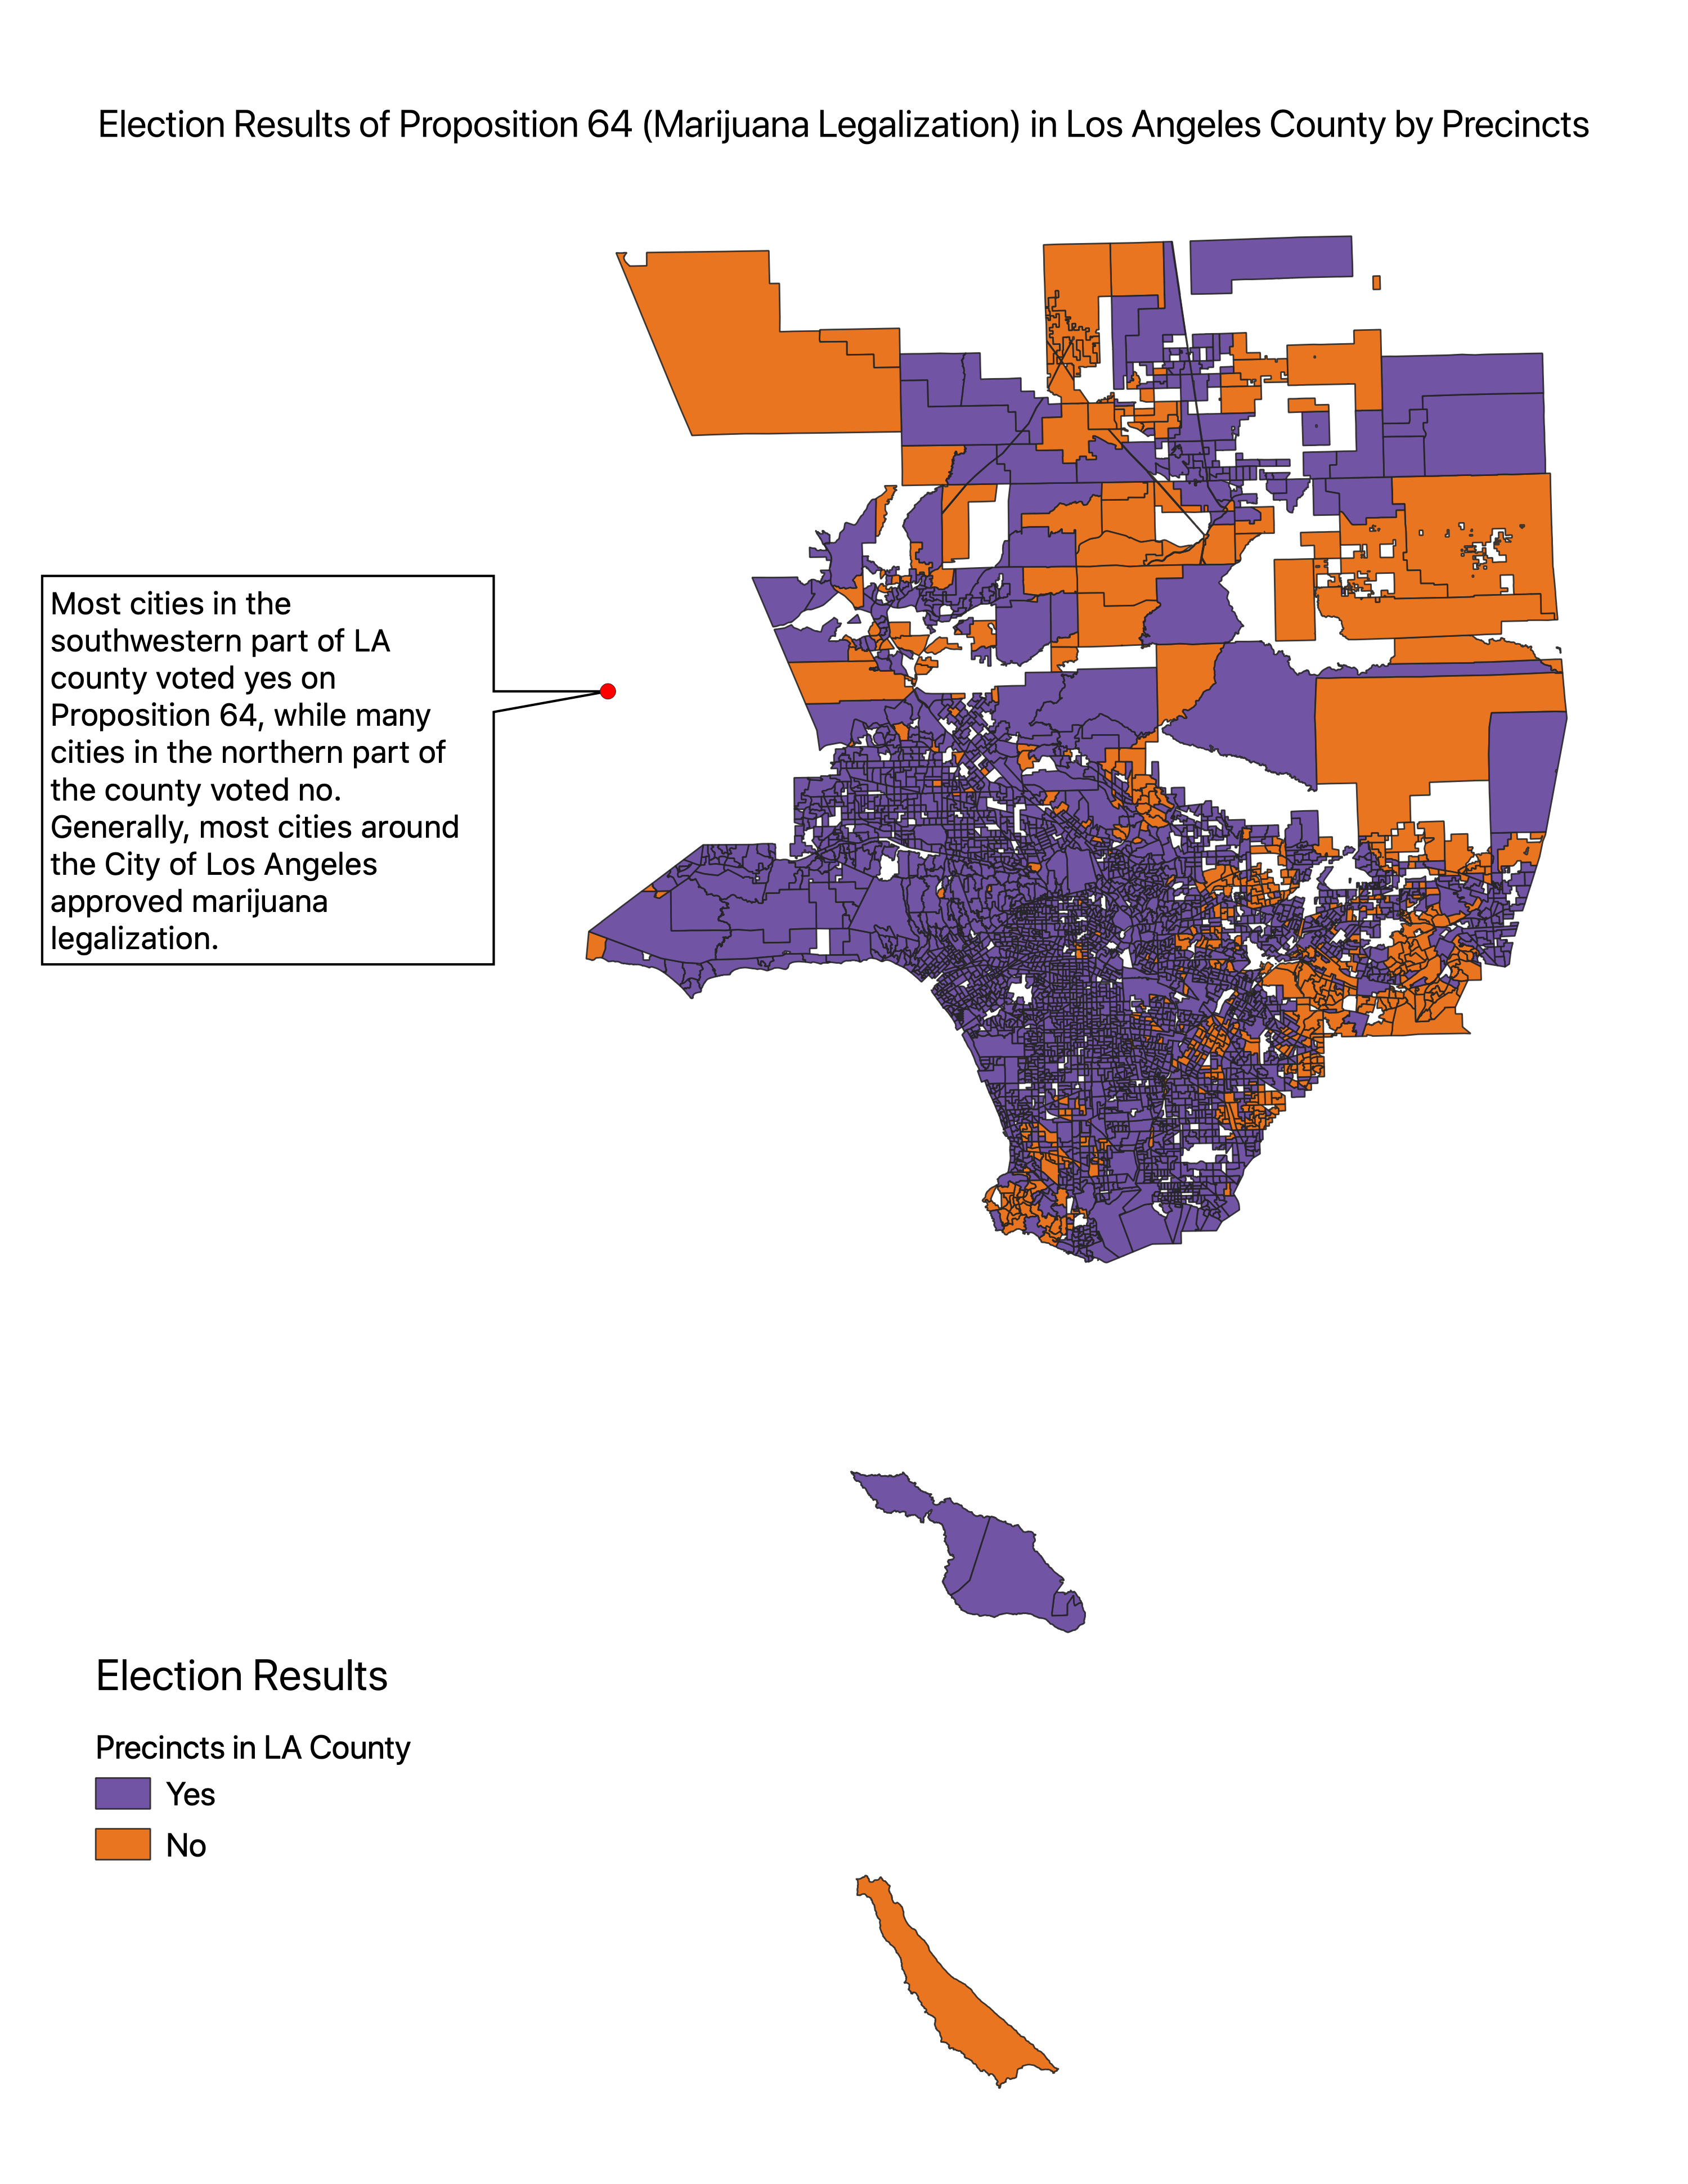 Election Results of Proposition 64 (Marijuana Legalization) in Los Angeles County by Precincts
Most cities in the
southwestern part of LA
county voted yes on
Proposition 64, while many
cities in the northern part of
the county voted no.
Generally, most cities around
the City of Los Angeles
approved marijuana
legalization.
Election Results
Precincts in LA County
Yes
No